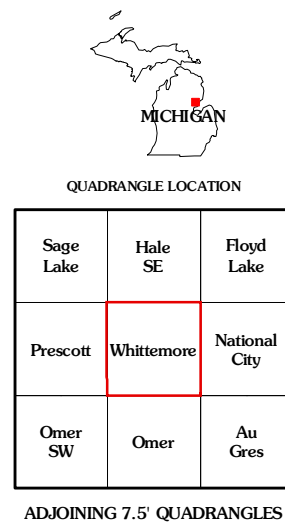 MICHIGAN
QUADRANGLE LOCATION
Sage
Lake
Hale
SE
Floyd
Lake
Prescott
Whittemore
National
City
Omer
SW
Omer
Au
Gres
ADJOINING 7.5' QUADRANGLES